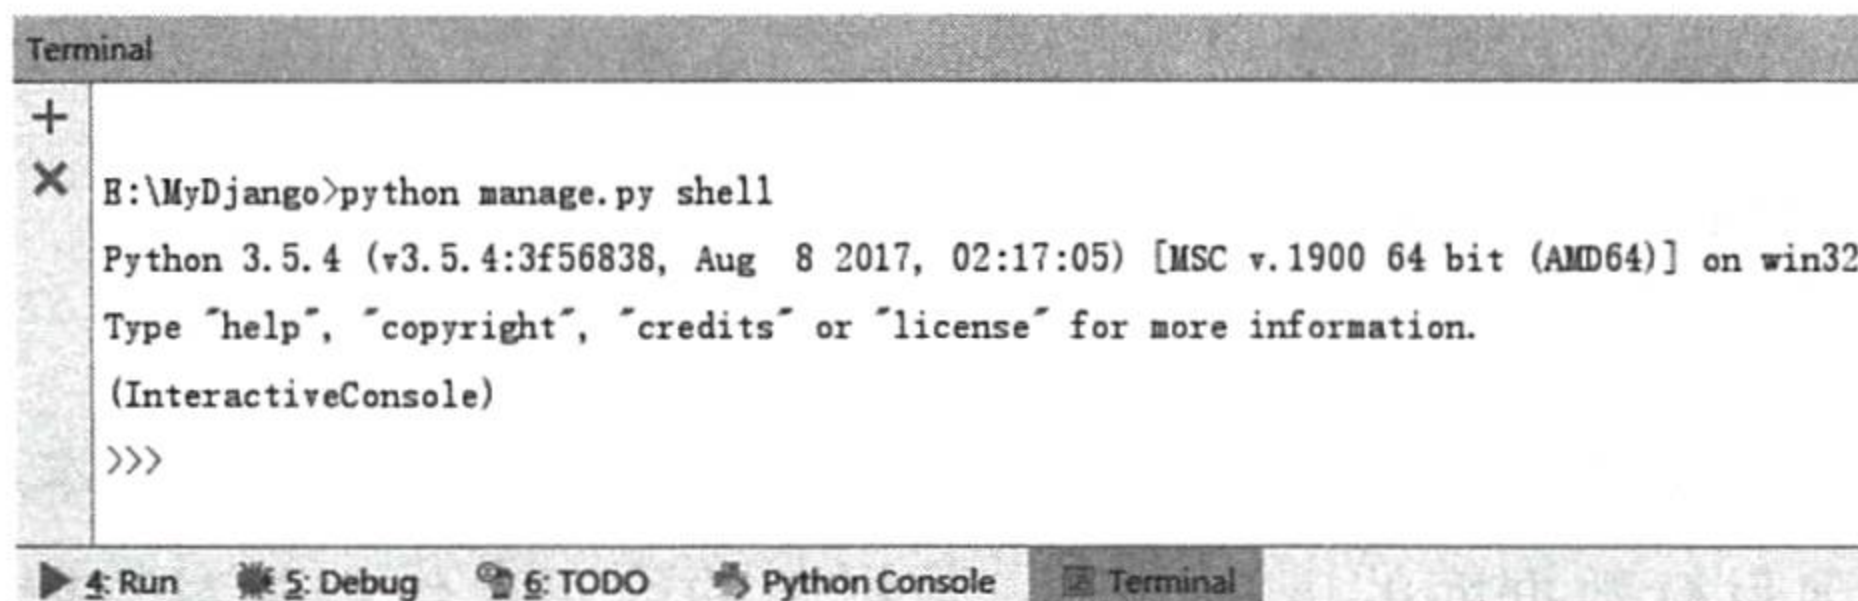 Terminal
E:\MyDjango>python manage.py shell
Python 3.5.4 (v3.5.4:3f56838, Aug  8 2017, 02:17:05) [MSC v.1900 64 bit (AMD64)] on win32
Type "help", "copyright", "credits" or "license" for more information.
(InteractiveConsole)
>>>
4: Run 5: Debug 6: TODO Python Console Terminal